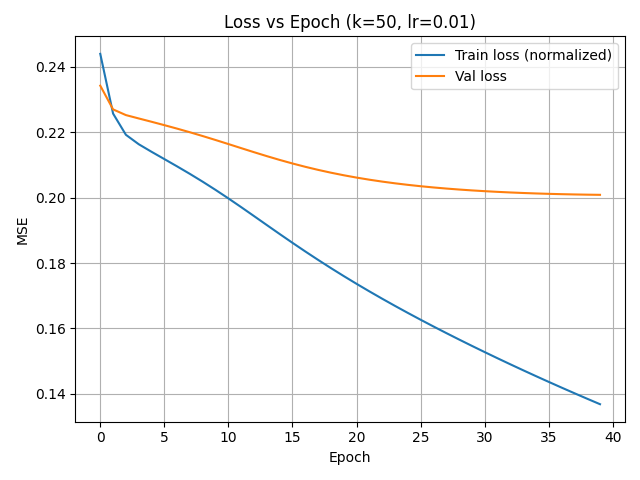 Loss vs Epoch (k=50, lr=0.01)
Train loss (normalized)
Val loss
0.24
0.22
0.20
0.18
0.16
0.14
MSE
0 5 10 15 20 25 30 35 40
Epoch